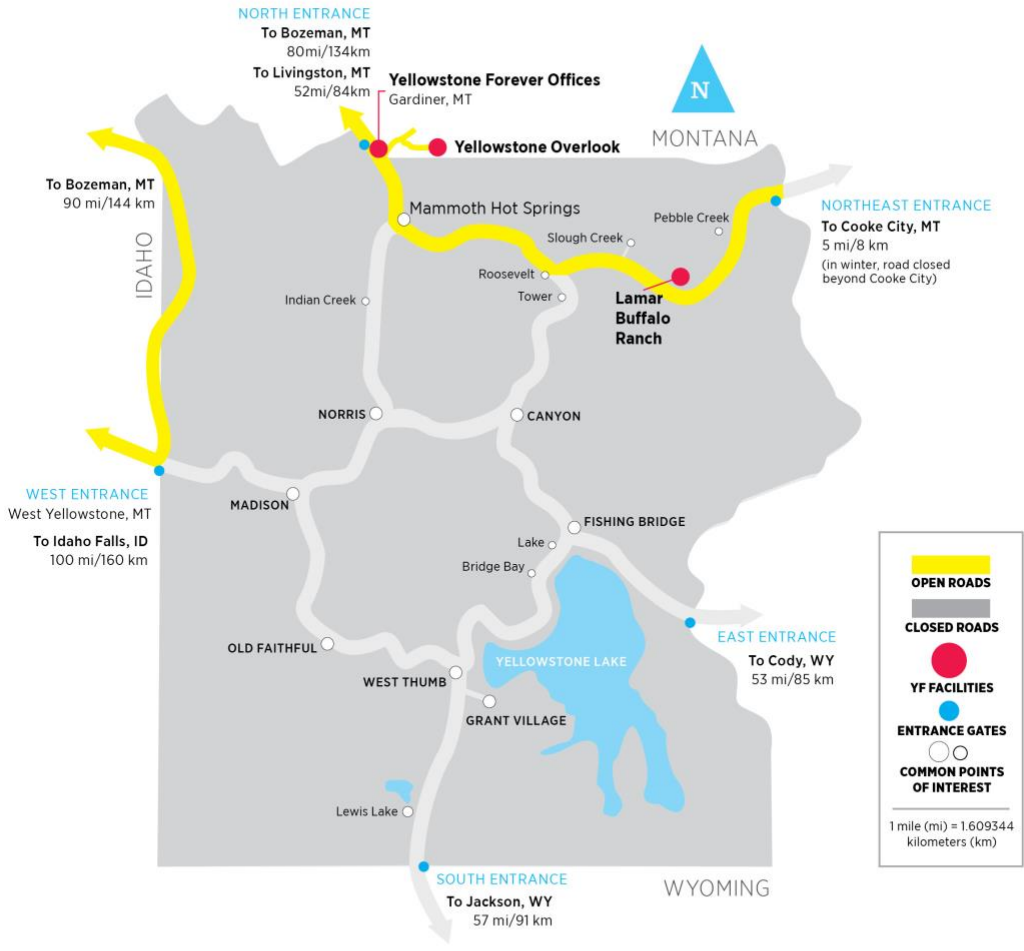 NORTH ENTRANCE
To Bozeman, MT
80mi/134km
To Livingston, MT
52mi/84km
Yellowstone Forever Offices
Gardiner, MT
N
MONTANA
Yellowstone Overlook
To Bozeman, MT
90 mi/144 km
IDAHO
Mammoth Hot Springs
Pebble Creek
Slough Creek
NORTHEAST ENTRANCE
To Cooke City, MT
5 mi/8 km
(in winter, road closed
beyond Cooke City)
Roosevelt
Tower
Indian Creek
Lamar
Buffalo
Ranch
NORRIS
CANYON
WEST ENTRANCE
West Yellowstone, MT
To Idaho Falls, ID
100 mi/160 km
MADISON
FISHING BRIDGE
Lake
Bridge Bay
OLD FAITHFUL
WEST THUMB
YELLOWSTONE LAKE
GRANT VILLAGE
EAST ENTRANCE
To Cody, WY
53 mi/85 km
Lewis Lake
SOUTH ENTRANCE
To Jackson, WY
57 mi/91 km
WYOMING
OPEN ROADS
CLOSED ROADS
YF FACILITIES
ENTRANCE GATES
COMMON POINTS
OF INTEREST
1 mile (mi) = 1.609344
kilometers (km)